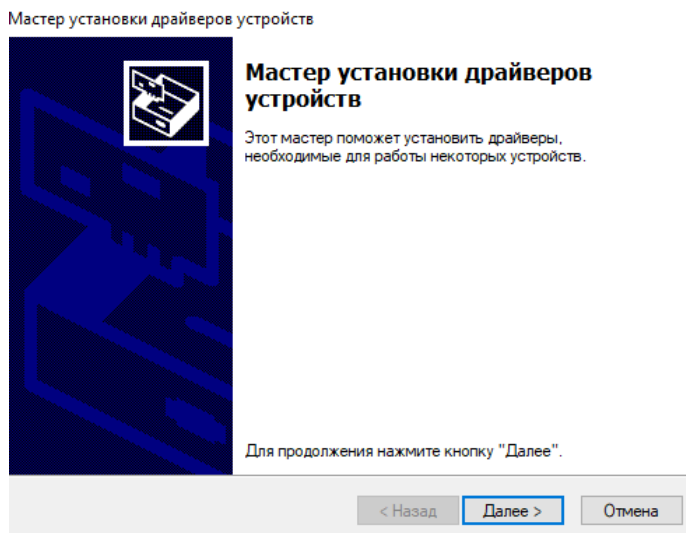 Мастер установки драйверов устройств
Мастер установки драйверов
устройств
Этот мастер поможет установить драйверы,
необходимые для работы некоторых устройств.
Для продолжения нажмите кнопку "Далее".
< Назад
Далее >
Отмена